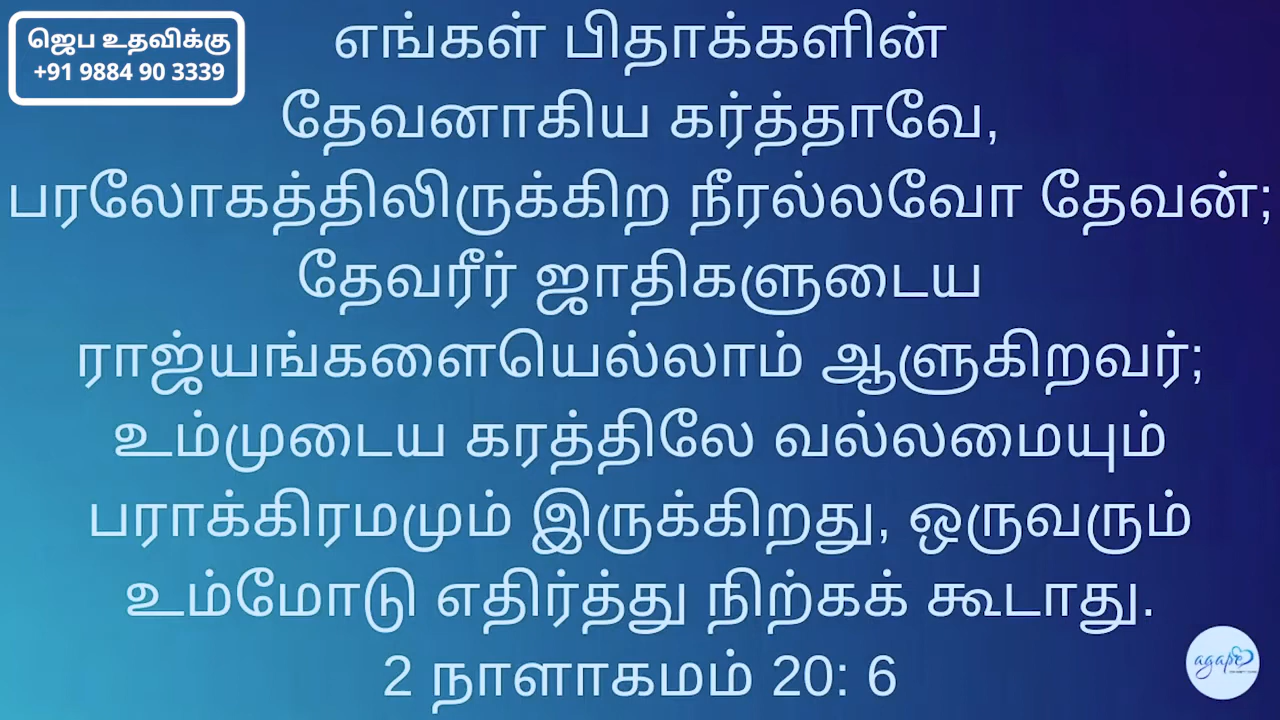 ஜெப உதவிக்கு
+91 9884 90 3339
எங்கள் பிதாக்களின்
தேவனாகிய கர்த்தாவே,
பரலோகத்திலிருக்கிற நீரல்லவோ தேவன்;
தேவரீர் ஜாதிகளுடைய
ராஜ்யங்களையெல்லாம் ஆளுகிறவர்;
உம்முடைய கரத்திலே வல்லமையும்
பராக்கிரமமும் இருக்கிறது, ஒருவரும்
உம்மோடு எதிர்த்து நிற்கக் கூடாது.
2 நாளாகமம் 20: 6
agape